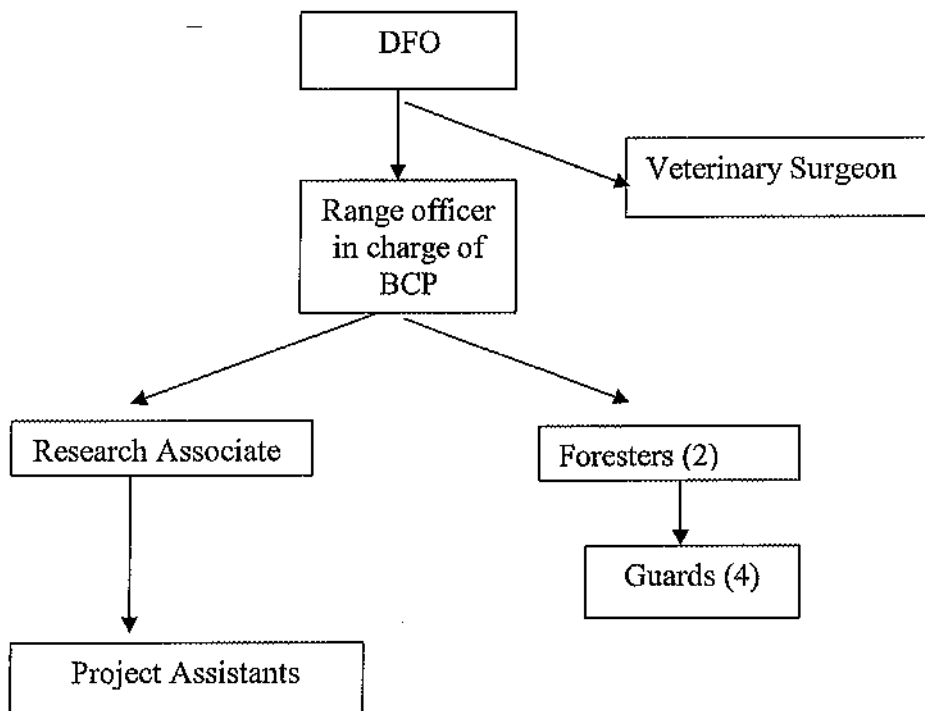 DFO
Veterinary Surgeon
Range officer
in charge of
BCP
Research Associate
Foresters (2)
Guards (4)
Project Assistants